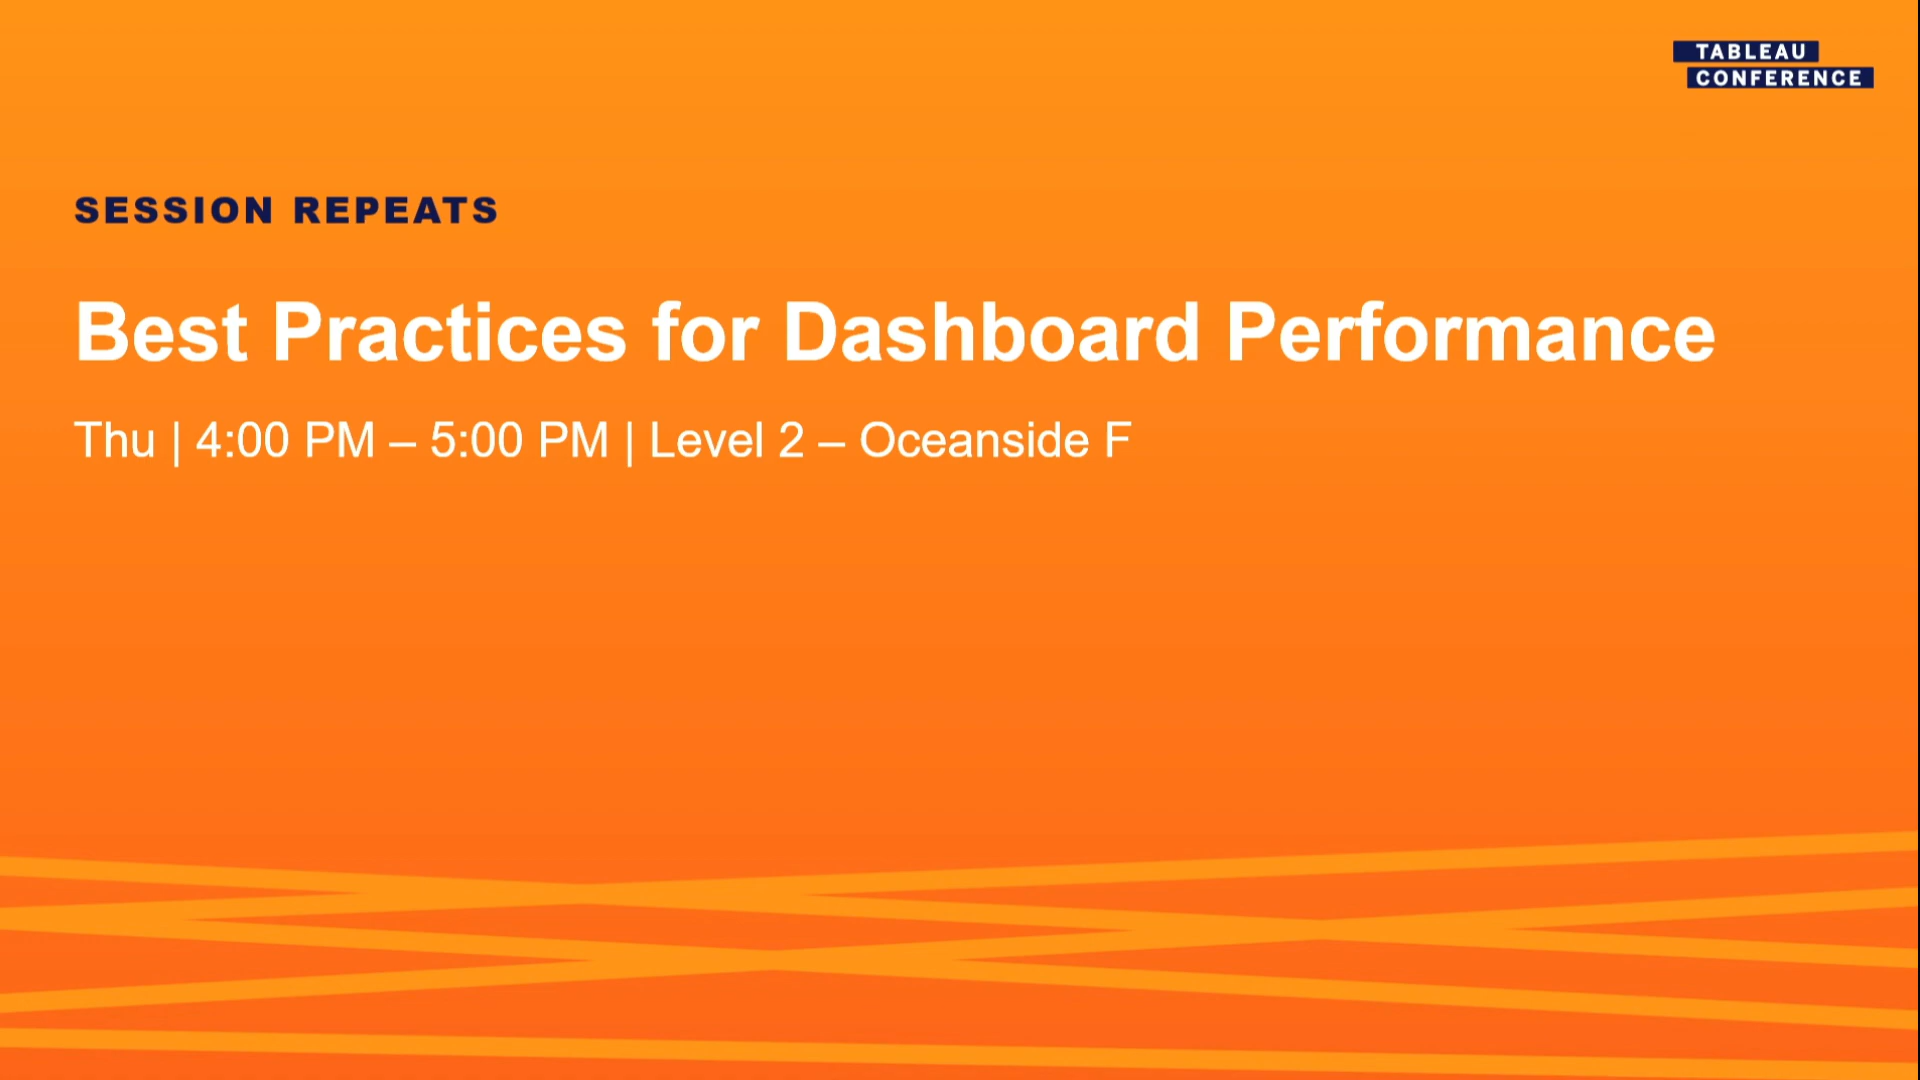 TABLEAU
CONFERENCE
SESSION REPEATS
Best Practices for Dashboard Performance
Thu | 4:00 PM – 5:00 PM | Level 2 – Oceanside F